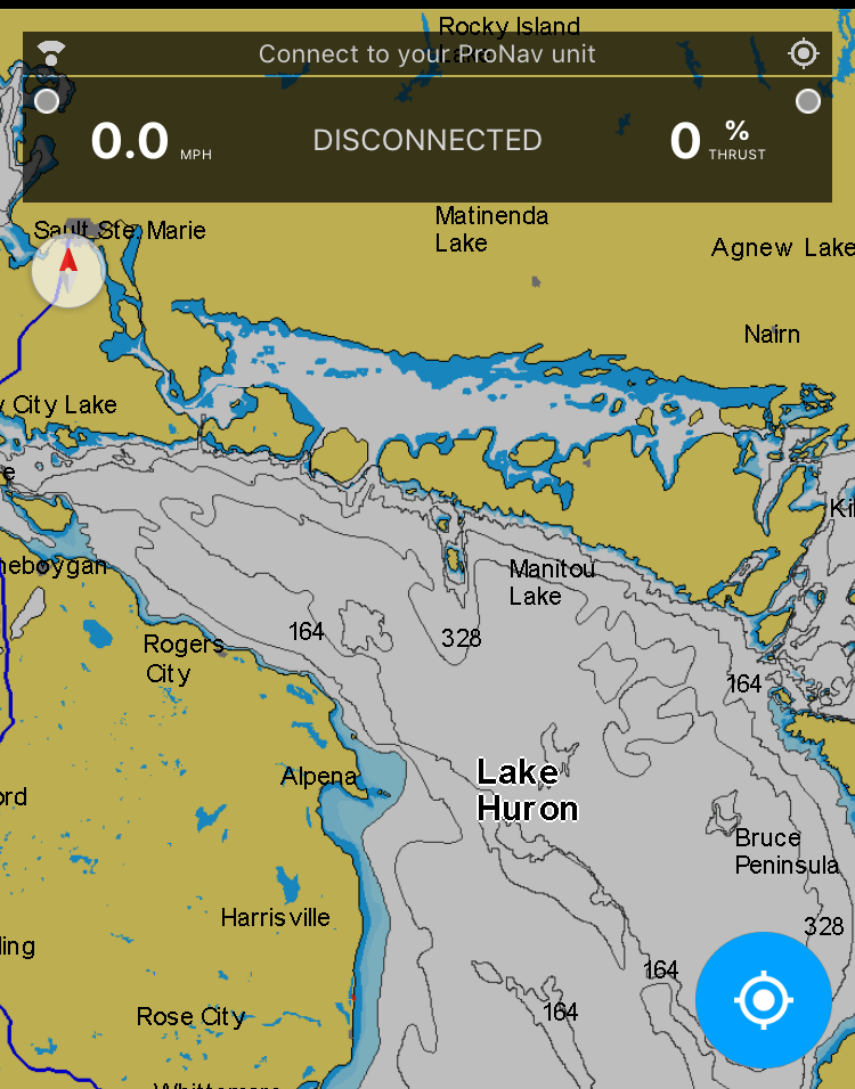 Rocky Island
Connect to your ProNav unit
0.0 MPH
DISCONNECTED
0 % THRUST
Sault Ste. Marie
Matinenda
Lake
Agnew Lake
Nairn
y City Lake
e
Kil
heboygan
Manitou
Lake
Rogers
City
164
328
164
Lake
Huron
Alpena
ord
Bruce
Peninsula
Harrisville
328
ling
164
164
Rose City